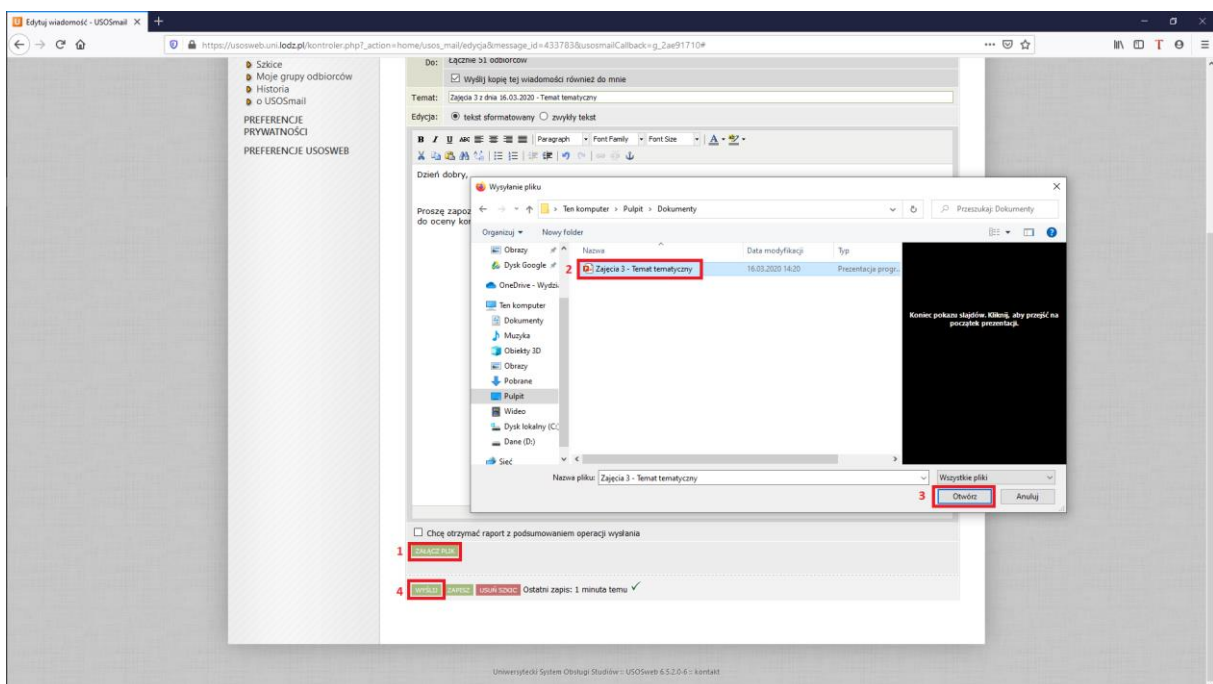 Edytuj wiadomość - USOSmail
https://usosweb.uni.lodz.pl/kontroler.php?_action=home/usos_mail/edycja&message_id=433783&usosmailCallback=g_2ae91710#
Szkice
Moje grupy odbiorców
Historia
o USOSmail
PREFERENCJE
PRYWATNOŚCI
PREFERENCJE USOSWEB
Do: Łącznie 51 odbiorców
Wyślij kopię tej wiadomości również do mnie
Temat: Zajęcia 3 z dnia 16.03.2020 - Temat tematyczny
Edycja: tekst sformatowany zwykły tekst
B I U ABC Paragraph Font Family Font Size A
Dzień dobry,
Proszę zapoz
do oceny kor
Wysyłanie pliku
Ten komputer > Pulpit > Dokumenty
Przeszukaj: Dokumenty
Organizuj Nowy folder
Obrazy
Dysk Google
OneDrive - Wydzia
Ten komputer
Dokumenty
Muzyka
Obiekty 3D
Obrazy
Pobrane
Pulpit
Wideo
Dysk lokalny (C:)
Dane (D:)
Sieć
Nazwa Data modyfikacji Typ
2 Zajęcia 3 - Temat tematyczny 16.03.2020 14:20 Prezentacja progr...
Koniec pokazu slajdów. Kliknij, aby przejść na
początek prezentacji.
Nazwa pliku: Zajęcia 3 - Temat tematyczny Wszystkie pliki
3 Otwórz Anuluj
Chcę otrzymać raport z podsumowaniem operacji wysłania
1 ZAŁĄCZ PLIK
4 WYŚLIJ ZAPISZ USUŃ SZKIC Ostatni zapis: 1 minuta temu
Uniwersytecki System Obsługi Studiów :: USOSweb 6.5.2.0-6 :: kontakt